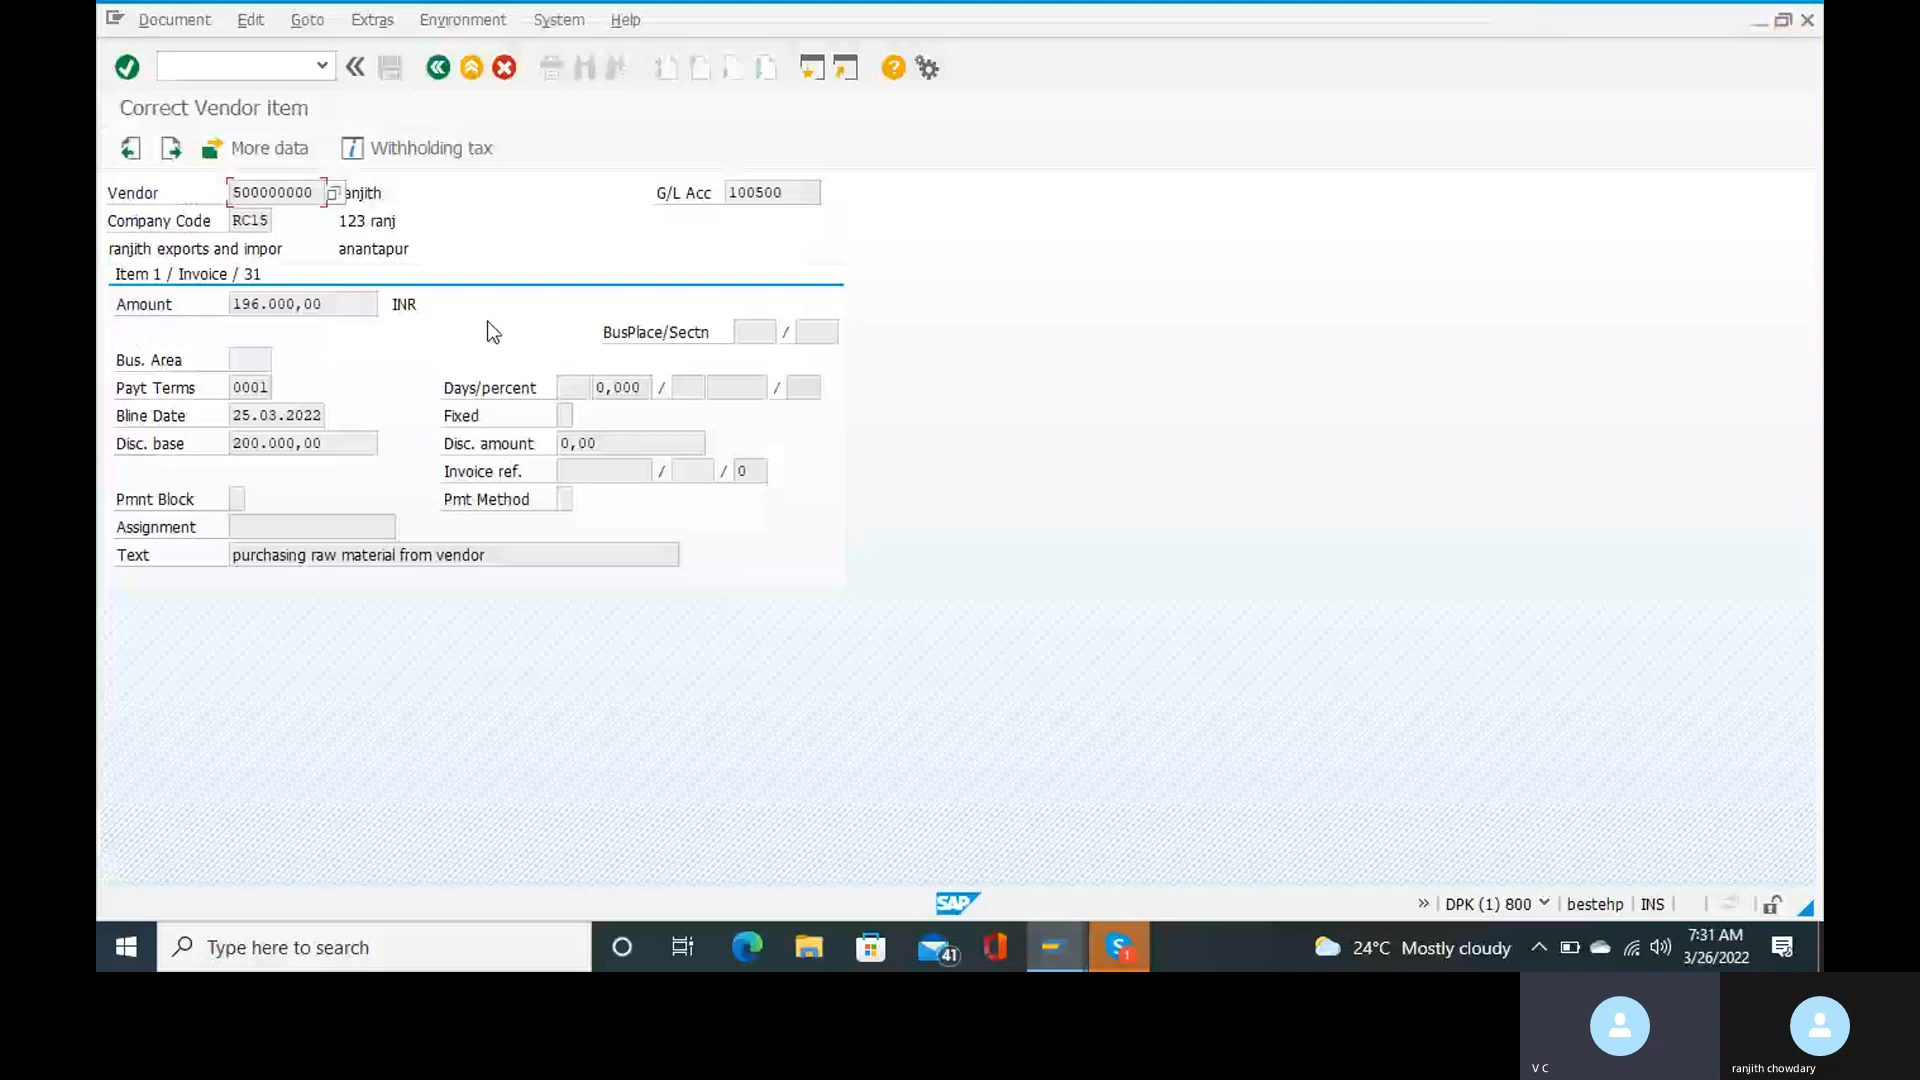 Document Edit Goto Extras Environment System Help
Correct Vendor item
More data Withholding tax
Vendor 500000000 anjith G/L Acc 100500
Company Code RC15 123 ranj
ranjith exports and impor anantapur
Item 1 / Invoice / 31
Amount 196.000,00 INR
BusPlace/Sectn /
Bus. Area
Payt Terms 0001 Days/percent 0,000 / /
Bline Date 25.03.2022 Fixed
Disc. base 200.000,00 Disc. amount 0,00
Invoice ref. / / 0
Pmnt Block Pmt Method
Assignment
Text purchasing raw material from vendor
SAP DPK (1) 800 bestehp INS
Type here to search 41 S 1 24°C Mostly cloudy 7:31 AM
3/26/2022
V C ranjith chowdary